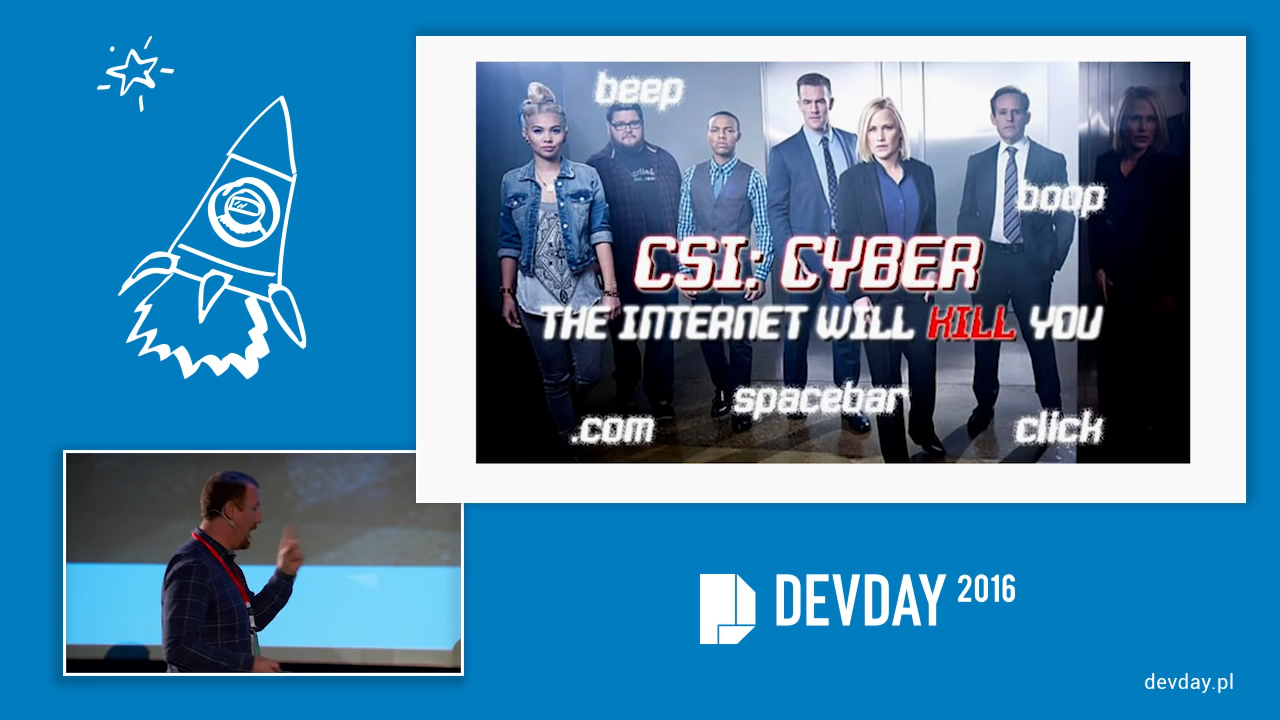 beep
boop
CSI: CYBER
THE INTERNET WILL KILL YOU
spacebar
.com
click
DEVDAY 2016
devday.pl